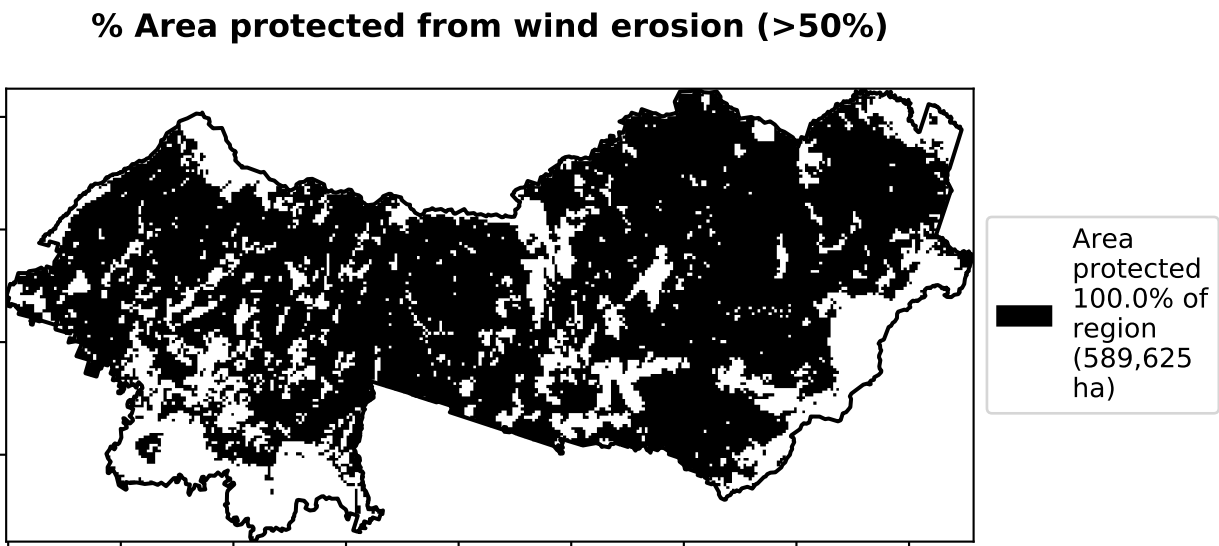 % Area protected from wind erosion (>50%)
Area
protected
100.0% of
region
(589,625
ha)